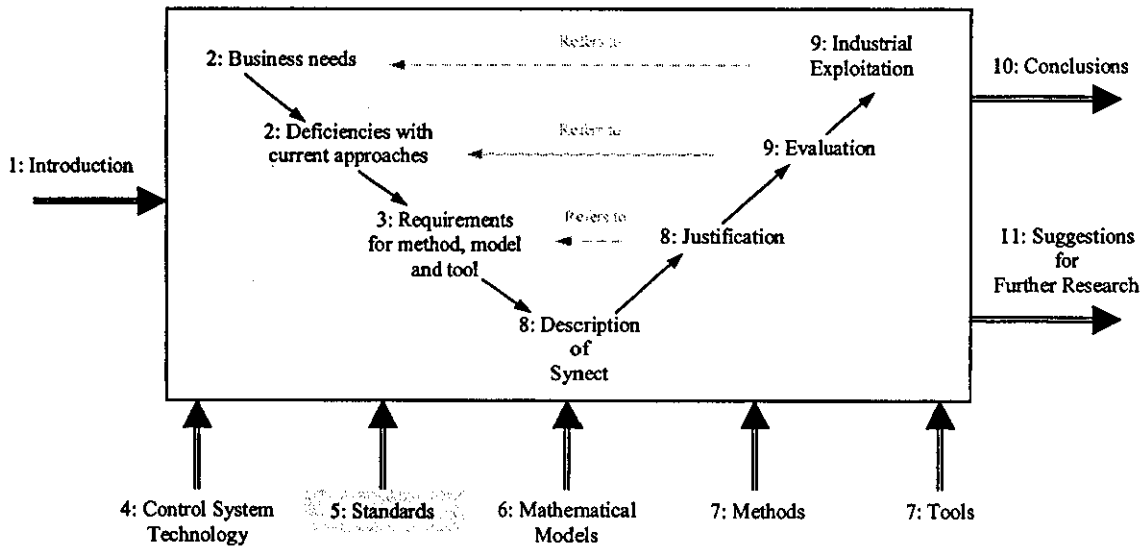 2: Business needs
Refers to
9: Industrial
Exploitation
10: Conclusions
2: Deficiencies with
current approaches
Refers to
9: Evaluation
1: Introduction
3: Requirements
for method, model
and tool
Refers to
8: Justification
11: Suggestions
for
Further Research
8: Description
of
Synect
4: Control System
Technology
5: Standards
6: Mathematical
Models
7: Methods
7: Tools